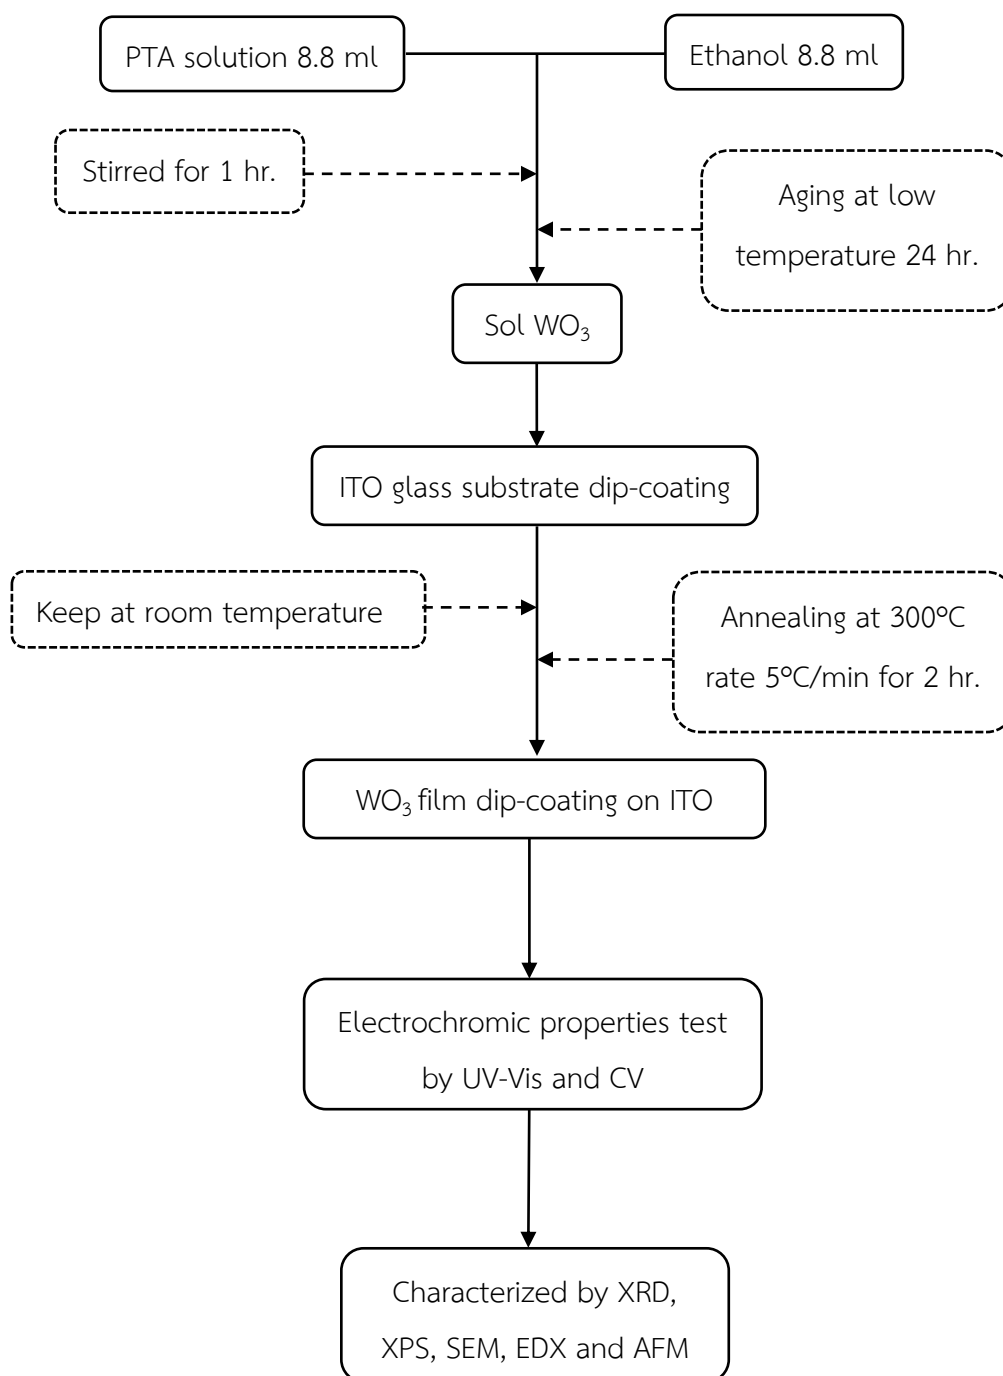 PTA solution 8.8 ml
Ethanol 8.8 ml
Stirred for 1 hr.
Aging at low
temperature 24 hr.
Sol WO₃
ITO glass substrate dip-coating
Keep at room temperature
Annealing at 300ºC
rate 5ºC/min for 2 hr.
WO₃ film dip-coating on ITO
Electrochromic properties test
by UV-Vis and CV
Characterized by XRD,
XPS, SEM, EDX and AFM